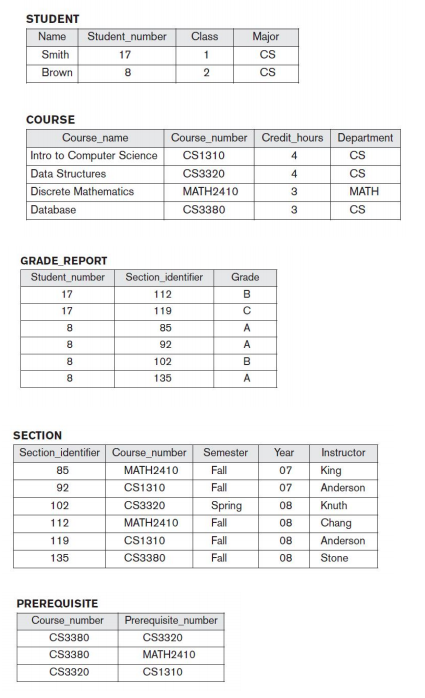 STUDENT
Name Student_number Class Major
Smith 17 1 CS
Brown 8 2 CS
COURSE
Course_name Course_number Credit_hours Department
Intro to Computer Science CS1310 4 CS
Data Structures CS3320 4 CS
Discrete Mathematics MATH2410 3 MATH
Database CS3380 3 CS
GRADE_REPORT
Student_number Section_identifier Grade
17 112 B
17 119 C
8 85 A
8 92 A
8 102 B
8 135 A
SECTION
Section_identifier Course_number Semester Year Instructor
85 MATH2410 Fall 07 King
92 CS1310 Fall 07 Anderson
102 CS3320 Spring 08 Knuth
112 MATH2410 Fall 08 Chang
119 CS1310 Fall 08 Anderson
135 CS3380 Fall 08 Stone
PREREQUISITE
Course_number Prerequisite_number
CS3380 CS3320
CS3380 MATH2410
CS3320 CS1310